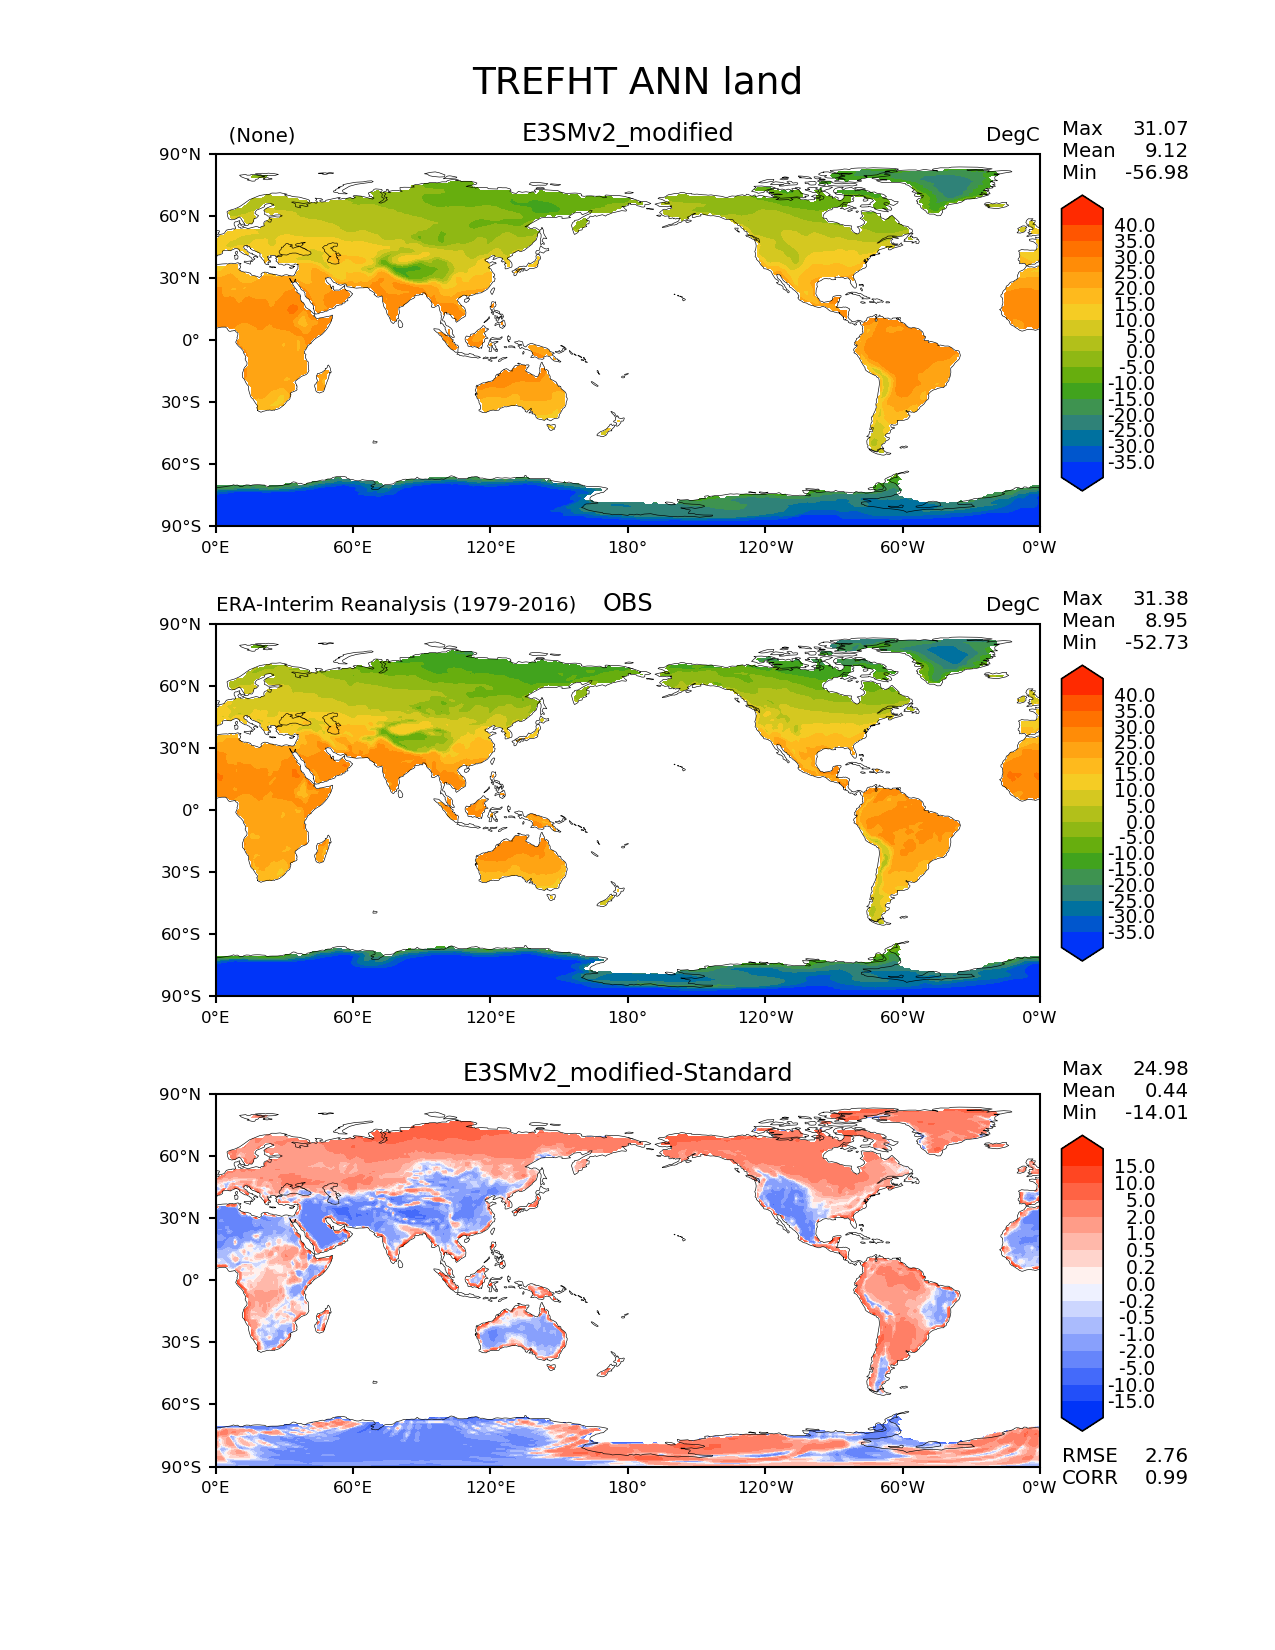 TREFHT ANN land
(None) E3SMv2_modified DegC
Max 31.07
Mean 9.12
Min -56.98
90°N
60°N
30°N
0°
30°S
60°S
90°S
0°E 60°E 120°E 180° 120°W 60°W 0°W
40.0
35.0
30.0
25.0
20.0
15.0
10.0
5.0
0.0
-5.0
-10.0
-15.0
-20.0
-25.0
-30.0
-35.0
ERA-Interim Reanalysis (1979-2016) OBS DegC
Max 31.38
Mean 8.95
Min -52.73
90°N
60°N
30°N
0°
30°S
60°S
90°S
0°E 60°E 120°E 180° 120°W 60°W 0°W
40.0
35.0
30.0
25.0
20.0
15.0
10.0
5.0
0.0
-5.0
-10.0
-15.0
-20.0
-25.0
-30.0
-35.0
E3SMv2_modified-Standard
Max 24.98
Mean 0.44
Min -14.01
90°N
60°N
30°N
0°
30°S
60°S
90°S
0°E 60°E 120°E 180° 120°W 60°W 0°W
15.0
10.0
5.0
2.0
1.0
0.5
0.2
0.0
-0.2
-0.5
-1.0
-2.0
-5.0
-10.0
-15.0
RMSE 2.76
CORR 0.99